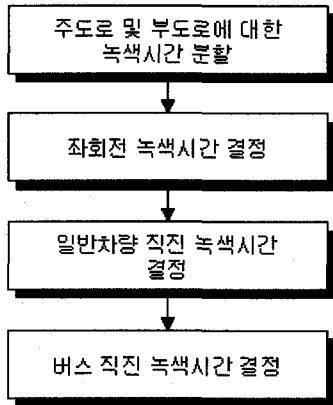 주도로 및 부도로에 대한
녹색시간 분할
좌회전 녹색시간 결정
일반차량 직진 녹색시간
결정
버스 직진 녹색시간 결정